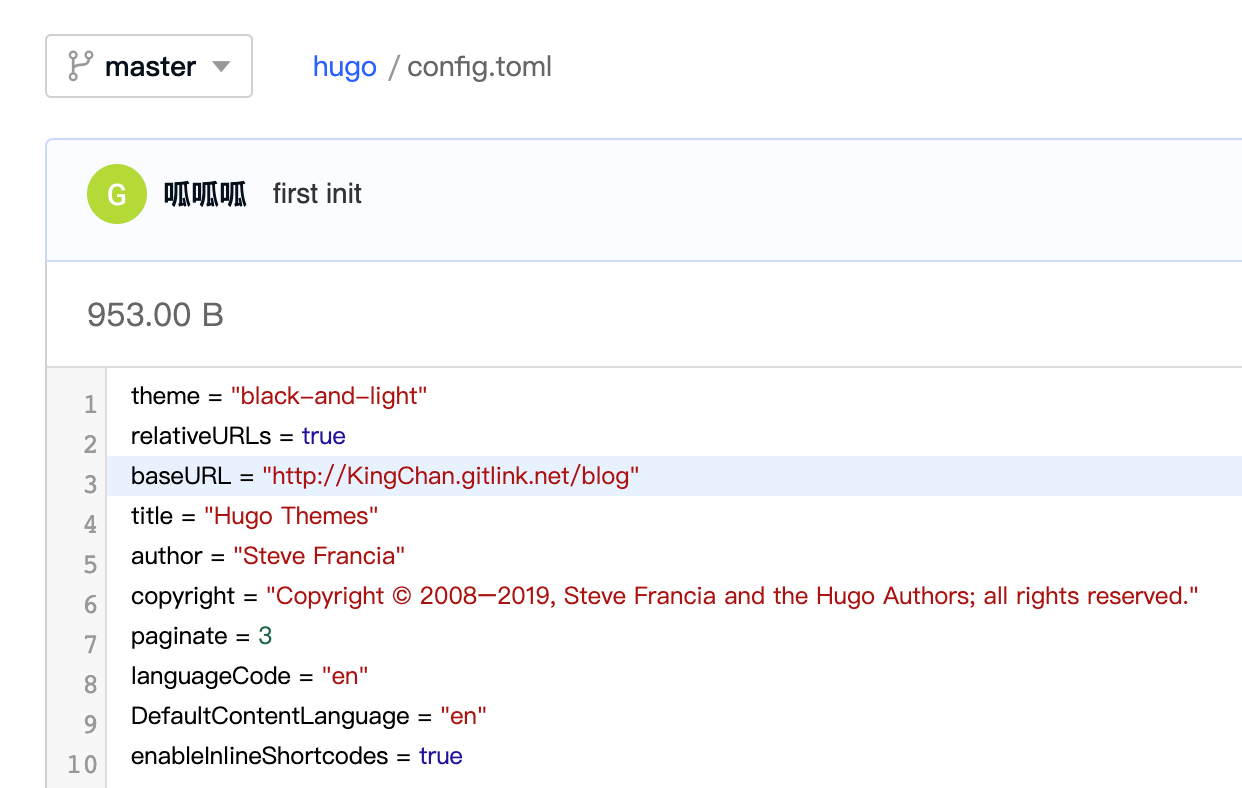 master hugo / config.toml
G 呱呱呱 first init
953.00 B
1 theme = "black-and-light"
2 relativeURLs = true
3 baseURL = "http://KingChan.gitlink.net/blog"
4 title = "Hugo Themes"
5 author = "Steve Francia"
6 copyright = "Copyright © 2008–2019, Steve Francia and the Hugo Authors; all rights reserved."
7 paginate = 3
8 languageCode = "en"
9 DefaultContentLanguage = "en"
10 enableInlineShortcodes = true